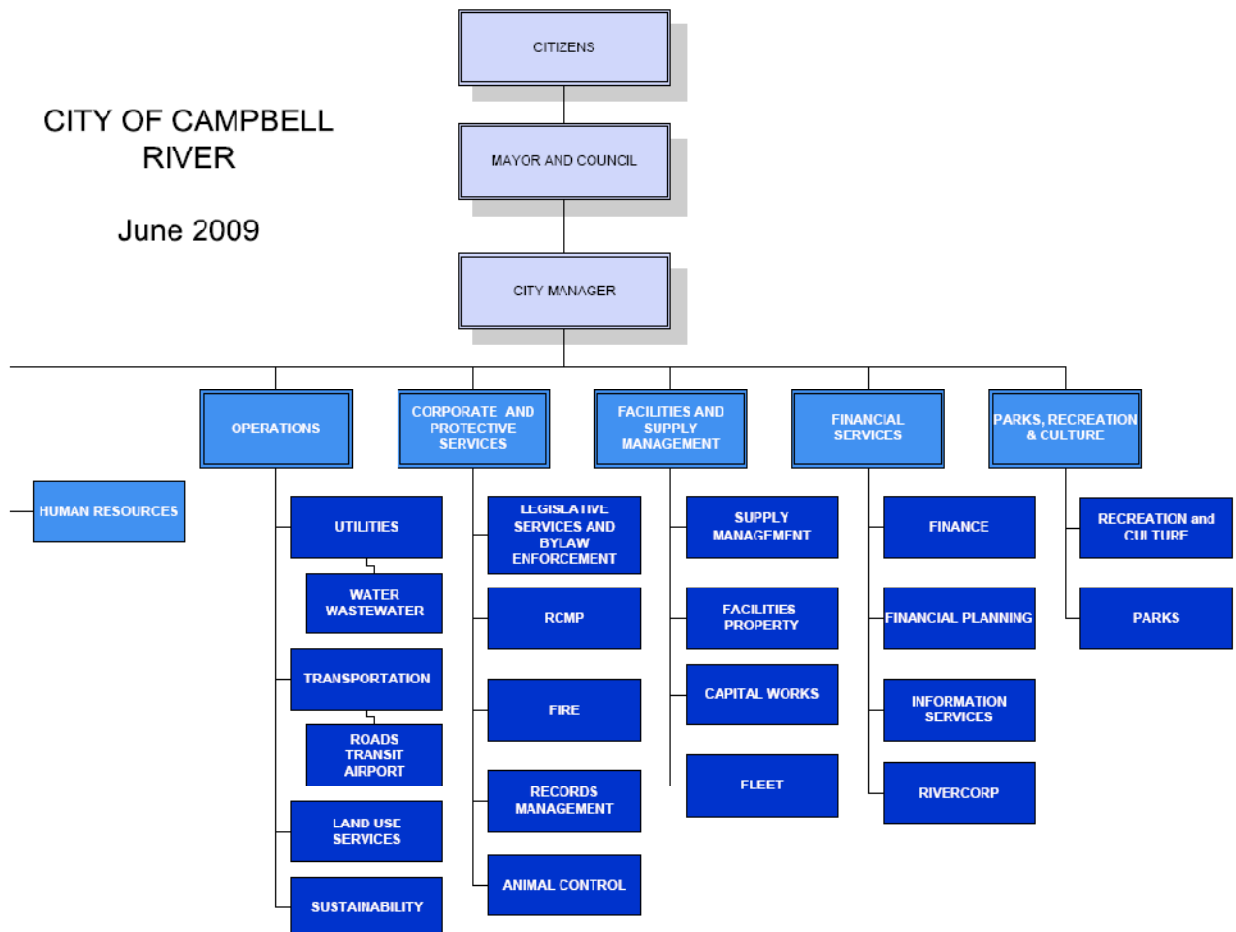 CITIZENS
CITY OF CAMPBELL
RIVER
June 2009
MAYOR AND COUNCIL
CITY MANAGER
OPERATIONS
CORPORATE AND
PROTECTIVE
SERVICES
FACILITIES AND
SUPPLY
MANAGEMENT
FINANCIAL
SERVICES
PARKS, RECREATION
& CULTURE
HUMAN RESOURCES
UTILITIES
WATER
WASTEWATER
TRANSPORTATION
ROADS
TRANSIT
AIRPORT
LAND USE
SERVICES
SUSTAINABILITY
LEGISLATIVE
SERVICES AND
BYLAW
ENFORCEMENT
RCMP
FIRE
RECORDS
MANAGEMENT
ANIMAL CONTROL
SUPPLY
MANAGEMENT
FACILITIES
PROPERTY
CAPITAL WORKS
FLEET
FINANCE
FINANCIAL PLANNING
INFORMATION
SERVICES
RIVERCORP
RECREATION and
CULTURE
PARKS